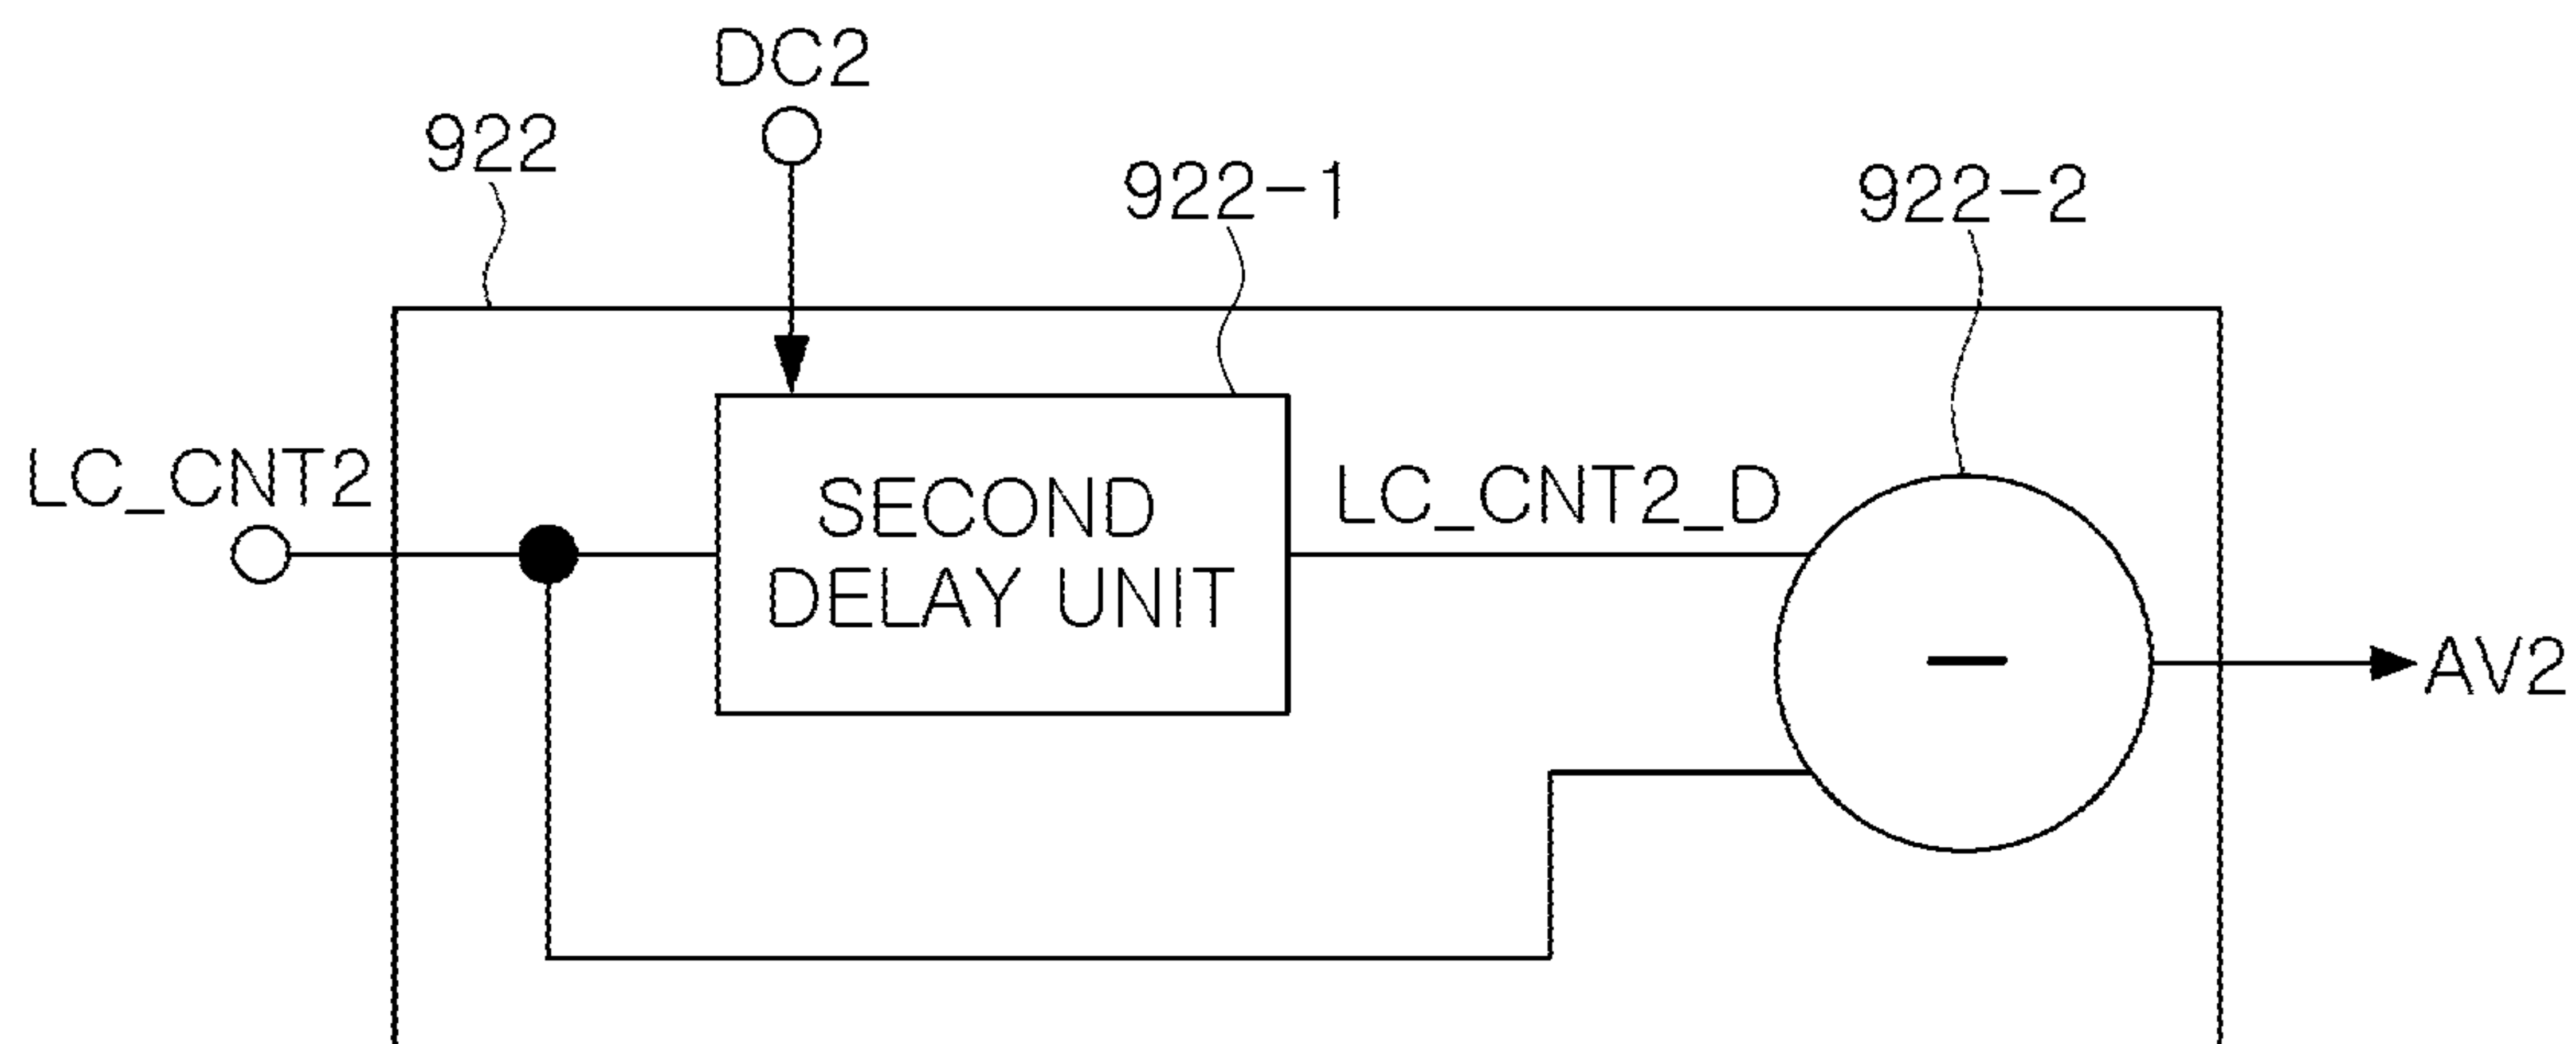 DC2
922
922-1
922-2
LC_CNT2
SECOND
DELAY UNIT
LC_CNT2_D
−
AV2